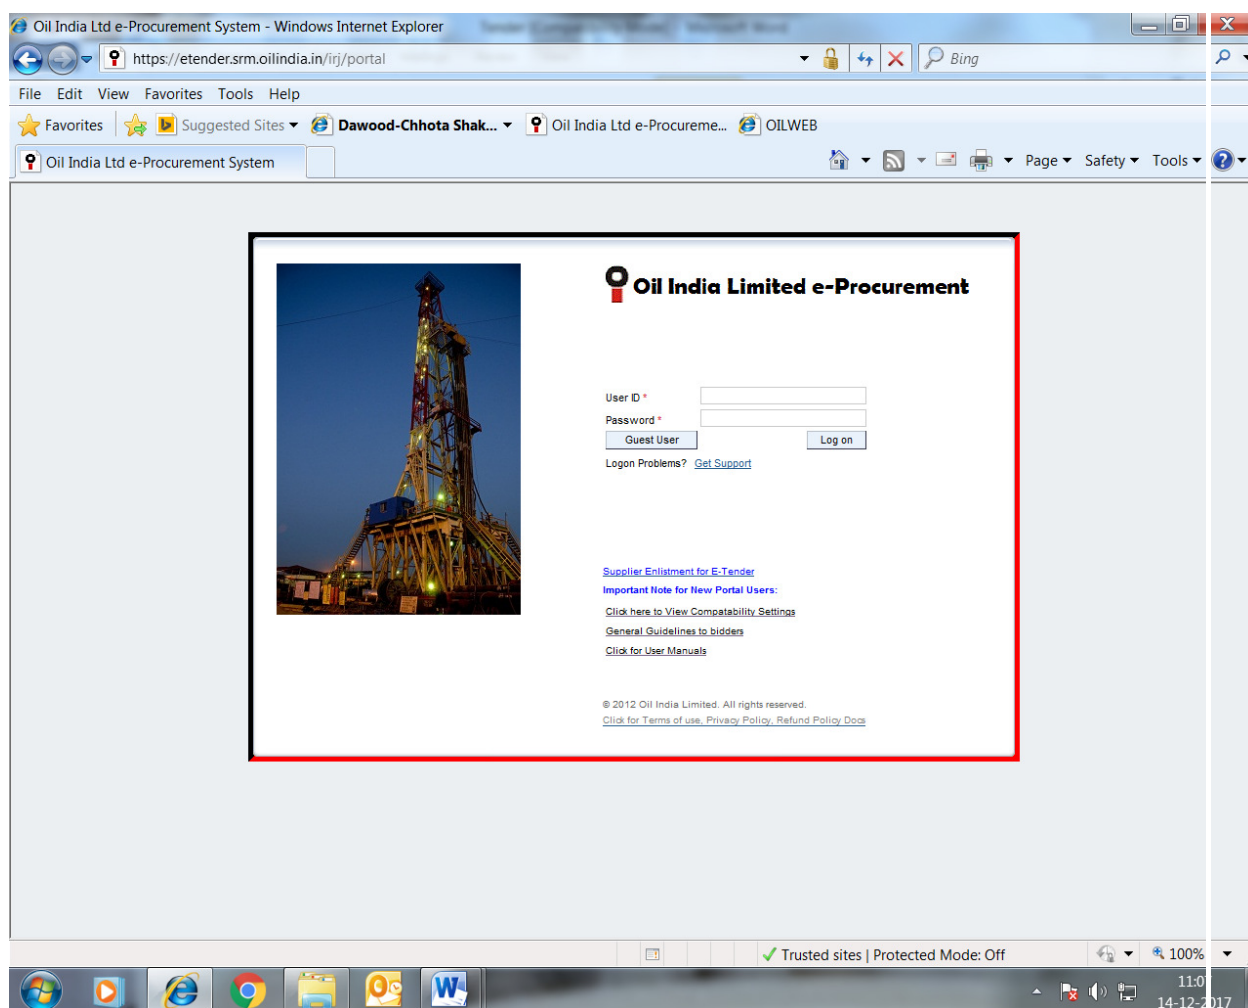 Oil India Ltd e-Procurement System - Windows Internet Explorer
https://etender.srm.oilindia.in/irj/portal
Bing
File Edit View Favorites Tools Help
Favorites Suggested Sites Dawood-Chhota Shak... Oil India Ltd e-Procureme... OILWEB
Oil India Ltd e-Procurement System Page Safety Tools
Oil India Limited e-Procurement
User ID *
Password *
Guest User Log on
Logon Problems? Get Support
Supplier Enlistment for E-Tender
Important Note for New Portal Users:
Click here to View Compatability Settings
General Guidelines to bidders
Click for User Manuals
© 2012 Oil India Limited. All rights reserved.
Click for Terms of use, Privacy Policy, Refund Policy Docs
Trusted sites | Protected Mode: Off 100%
11:0
14-12-2017